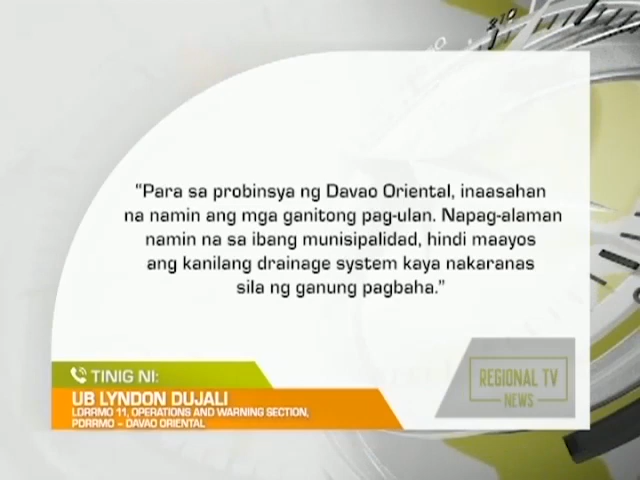 “Para sa probinsya ng Davao Oriental, inaasahan
na namin ang mga ganitong pag-ulan. Napag-alaman
namin na sa ibang munisipalidad, hindi maayos
ang kanilang drainage system kaya nakaranas
sila ng ganung pagbaha.”
TINIG NI:
UB LYNDON DUJALI
LDRRMO 11, OPERATIONS AND WARNING SECTION,
PDRRMO – DAVAO ORIENTAL
REGIONAL TV
NEWS